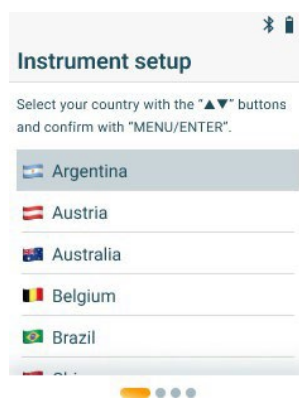 Instrument setup
Select your country with the “▲▼” buttons
and confirm with “MENU/ENTER”.
Argentina
Austria
Australia
Belgium
Brazil